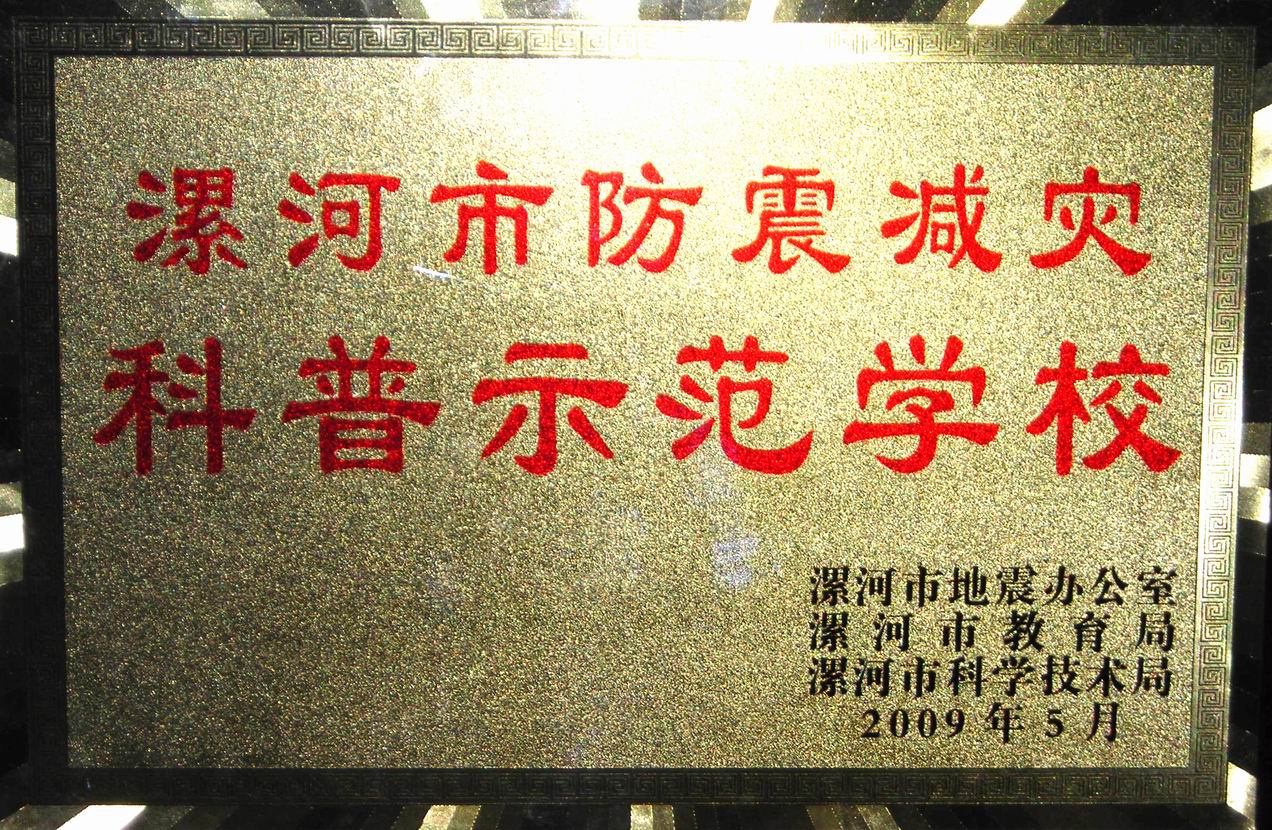 漯河市防震减灾
科普示范学校
漯河市地震办公室
漯河市教育局
漯河市科学技术局
2009年5月